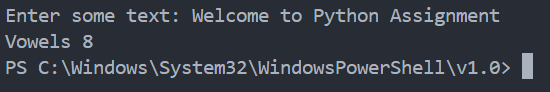 Enter some text: Welcome to Python Assignment
Vowels 8
PS C:\Windows\System32\WindowsPowerShell\v1.0>